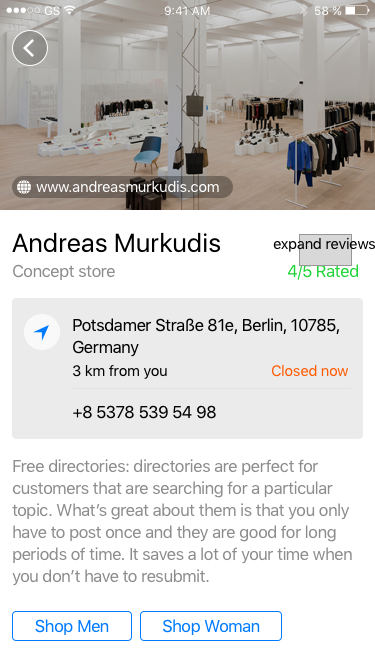 GS 9:41 AM 58 %
www.andreasmurkudis.com
Andreas Murkudis
expand reviews
Concept store 4/5 Rated
Potsdamer Straße 81e, Berlin, 10785,
Germany
3 km from you Closed now
+8 5378 539 54 98
Free directories: directories are perfect for
customers that are searching for a particular
topic. What’s great about them is that you only
have to post once and they are good for long
periods of time. It saves a lot of your time when
you don’t have to resubmit.
Shop Men Shop Woman